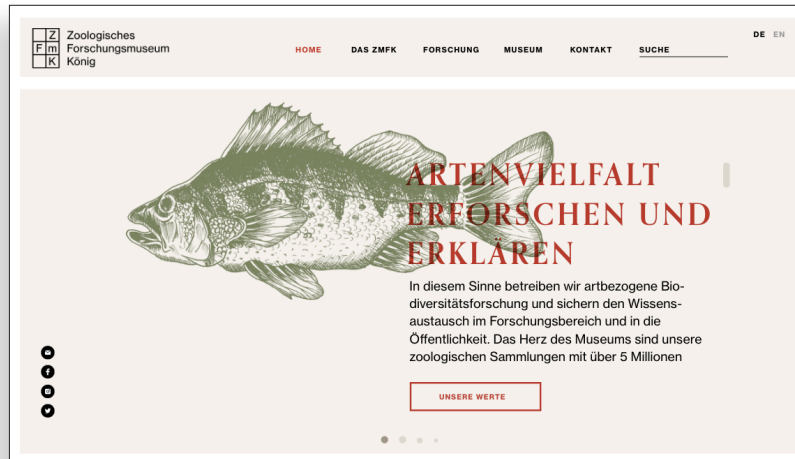 Z
F m
K
Zoologisches
Forschungsmuseum
König
HOME DAS ZMFK FORSCHUNG MUSEUM KONTAKT SUCHE
DE EN
ARTENVIELFALT
ERFORSCHEN UND
ERKLÄREN
In diesem Sinne betreiben wir artbezogene Bio-
diversitätsforschung und sichern den Wissens-
austausch im Forschungsbereich und in die
Öffentlichkeit. Das Herz des Museums sind unsere
zoologischen Sammlungen mit über 5 Millionen
UNSERE WERTE